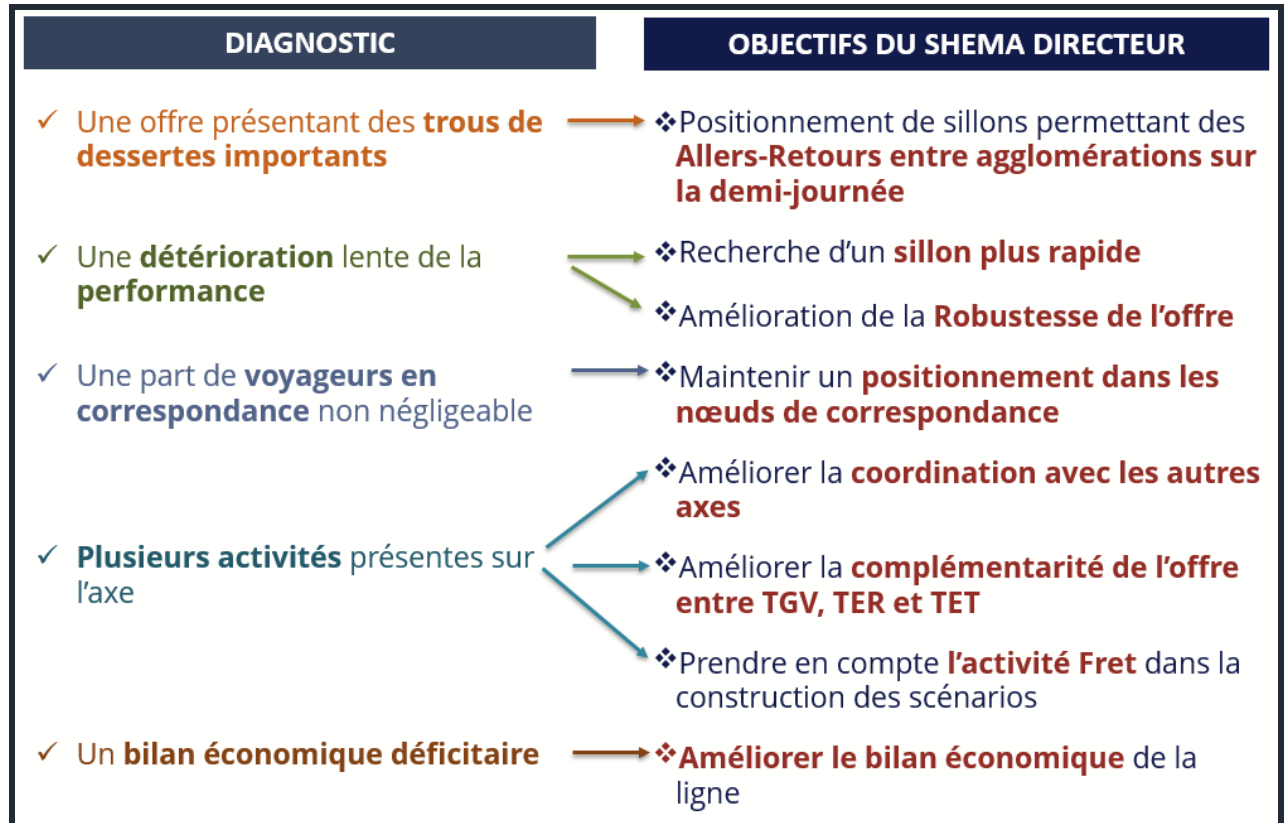 DIAGNOSTIC
✓ Une offre présentant des trous de
dessertes importants
✓ Une détérioration lente de la
performance
✓ Une part de voyageurs en
correspondance non négligeable
✓ Plusieurs activités présentes sur
l’axe
✓ Un bilan économique déficitaire
OBJECTIFS DU SHEMA DIRECTEUR
❖Positionnement de sillons permettant des
Allers-Retours entre agglomérations sur
la demi-journée
❖Recherche d’un sillon plus rapide
❖Amélioration de la Robustesse de l’offre
❖Maintenir un positionnement dans les
nœuds de correspondance
❖Améliorer la coordination avec les autres
axes
❖Améliorer la complémentarité de l’offre
entre TGV, TER et TET
❖Prendre en compte l’activité Fret dans la
construction des scénarios
❖Améliorer le bilan économique de la
ligne